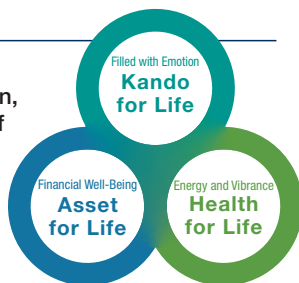 n,
f
Filled with Emotion
Kando
for Life
Financial Well-Being
Asset
for Life
Energy and Vibrance
Health
for Life